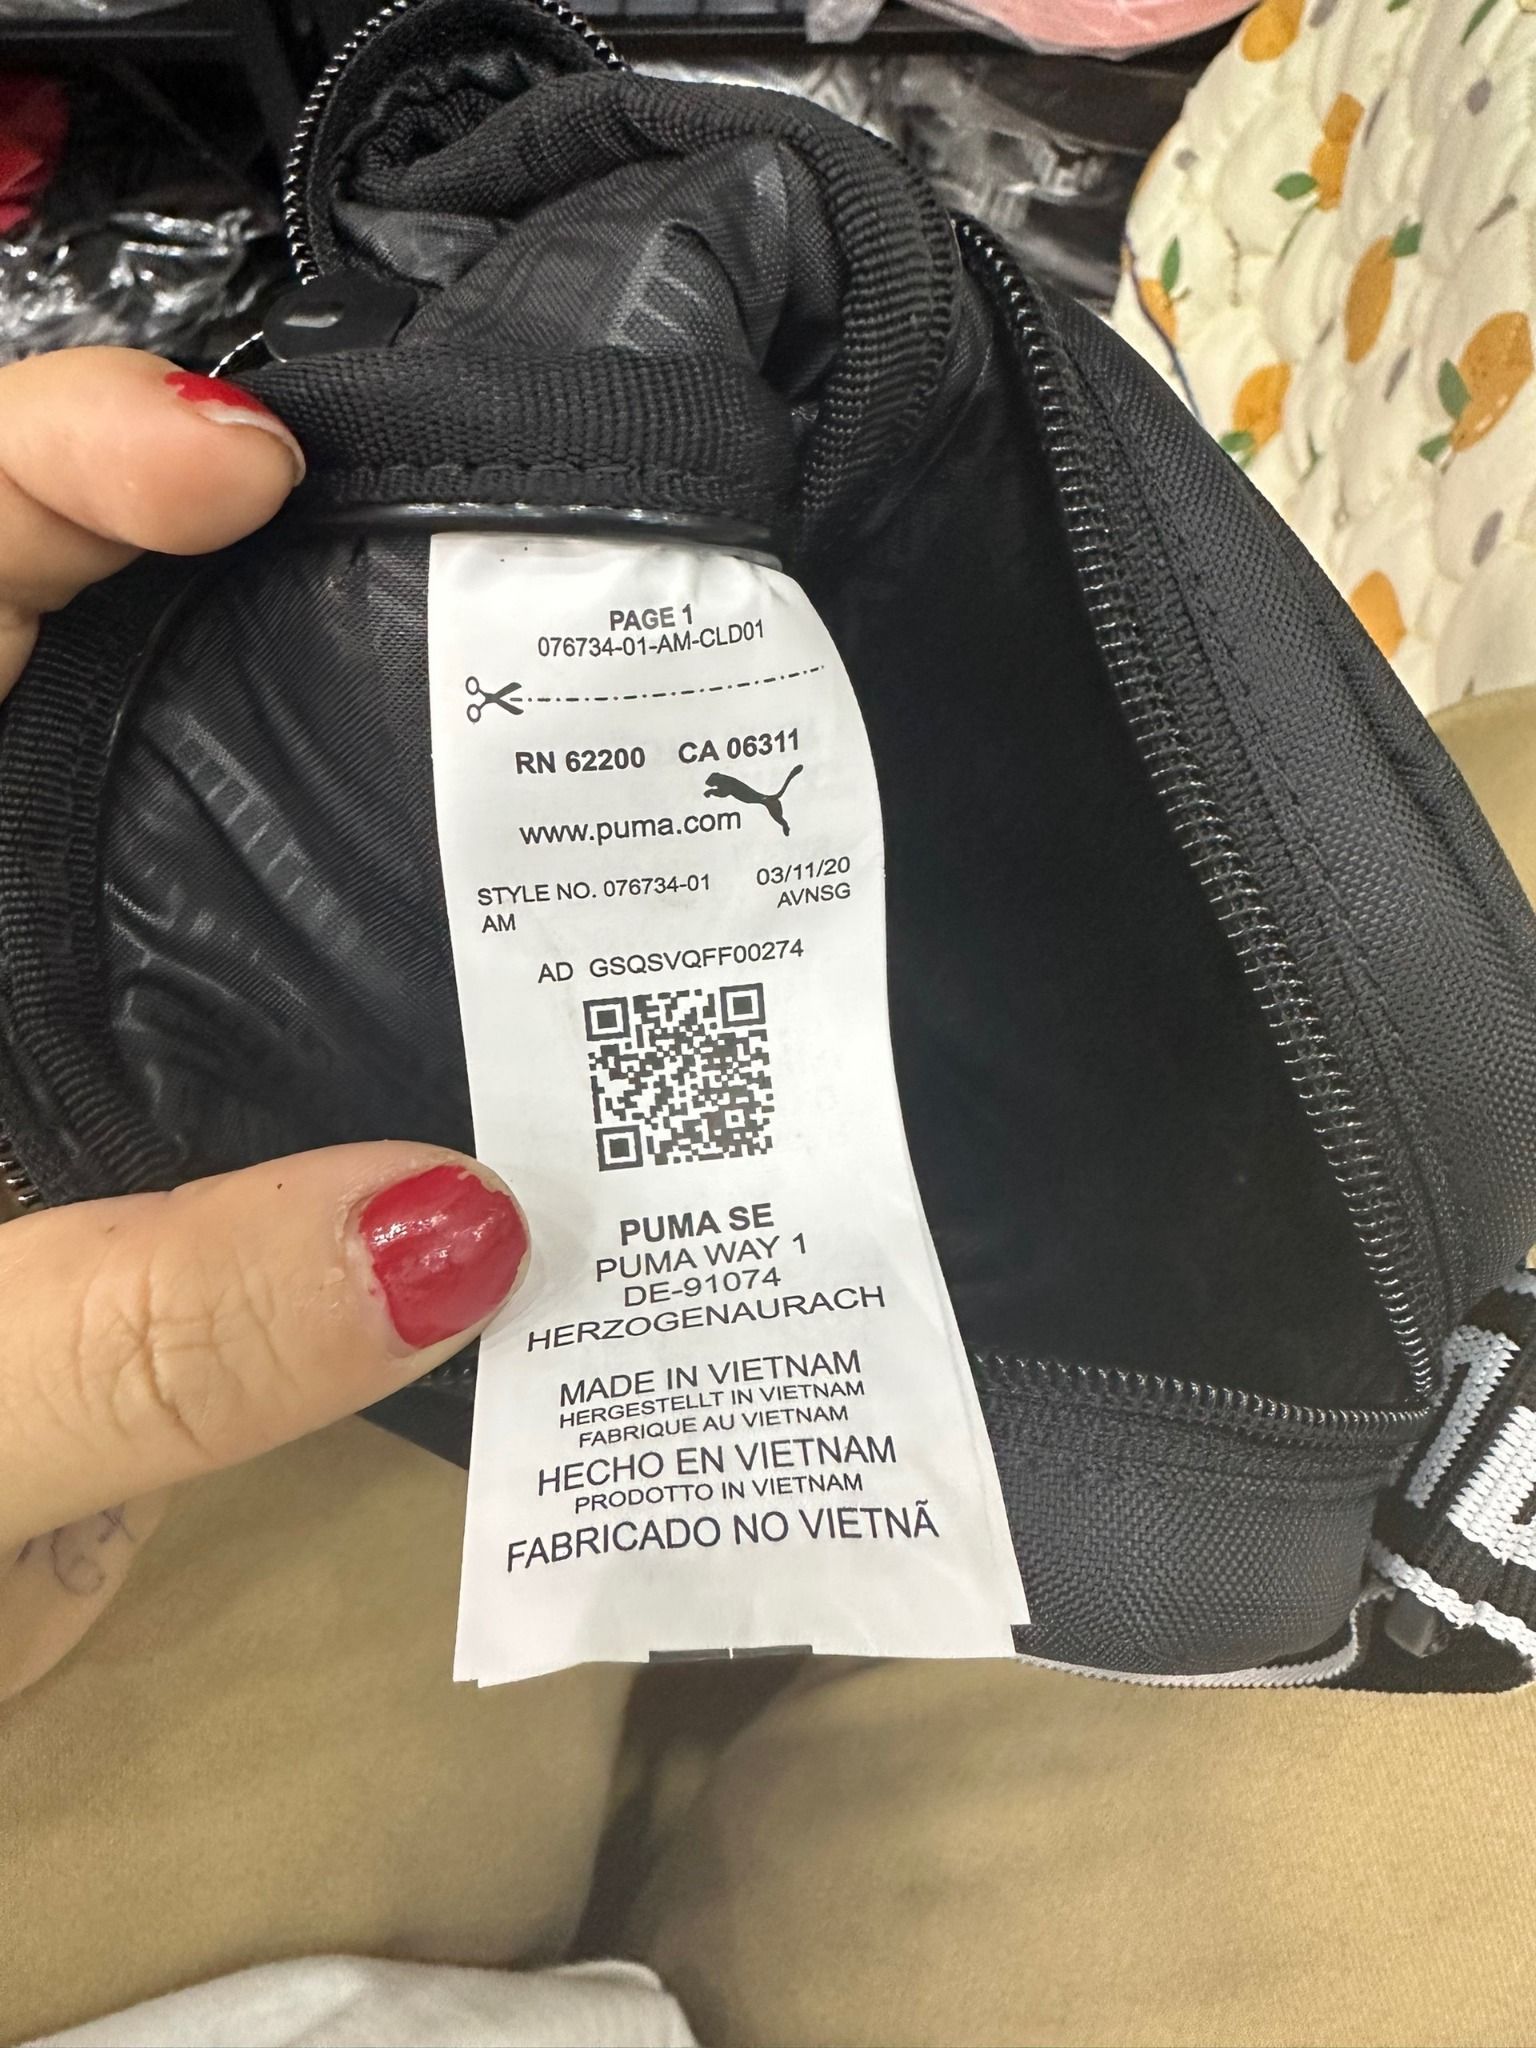 PAGE 1
076734-01-AM-CLD01
RN 62200 CA 06311
www.puma.com
STYLE NO. 076734-01 03/11/20
AM AVNSG
AD GSQSVQFF00274
PUMA SE
PUMA WAY 1
DE-91074
HERZOGENAURACH
MADE IN VIETNAM
HERGESTELLT IN VIETNAM
FABRIQUE AU VIETNAM
HECHO EN VIETNAM
PRODOTTO IN VIETNAM
FABRICADO NO VIETNÃ